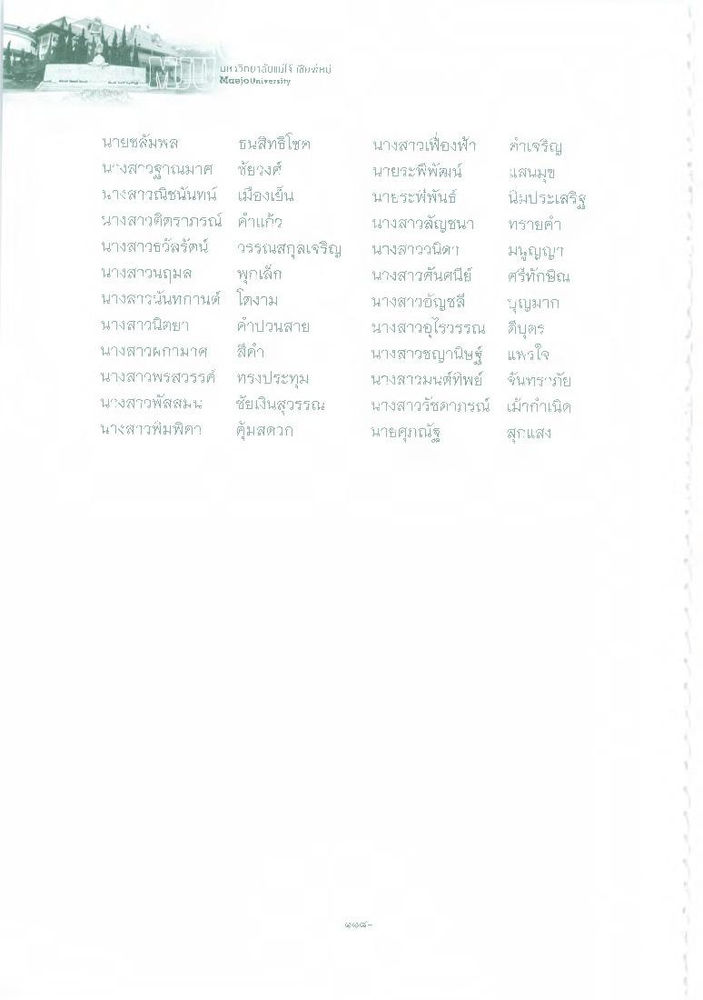 มหาวิทยาลัยแม่โจ้ เชียงใหม่
MaejoUniversity
MJU
นายชลัมพล ธนสิทธิโชค
นางสาวฐาณมาศ ชัยวงศ์
นางสาวณิชนันทน์ เมืองเย็น
นางสาวติตราภรณ์ คำแก้ว
นางสาวธวัลรัตน์ วรรณสกุลเจริญ
นางสาวนฤมล พุกเล็ก
นางสาวนันทกานต์ โตงาม
นางสาวนิตยา คำปวนสาย
นางสาวผกามาศ สีดำ
นางสาวพรสวรรค์ ทรงประทุม
นางสาวพัสสมน ชัยเงินสุวรรณ
นางสาวพิมพิดา คุ้มสดวก
นางสาวเฟื่องฟ้า คำเจริญ
นายระพีพัฒน์ แสนมุข
นายระพีพันธ์ นิ่มประเสริฐ
นางสาวลัญชนา ทรายคำ
นางสาววนิดา มนูญญา
นางสาวศันศนีย์ ศรีทักษิณ
นางสาวอัญชลี บุญมาก
นางสาวอุไรวรรณ ดีบุตร
นางสาวชญานิษฐ์ แพรใจ
นางสาวมนต์ทิพย์ จันทราภัย
นางสาวรัชดาภรณ์ เม้ากำเนิด
นายศุภณัฐ สุกแสง